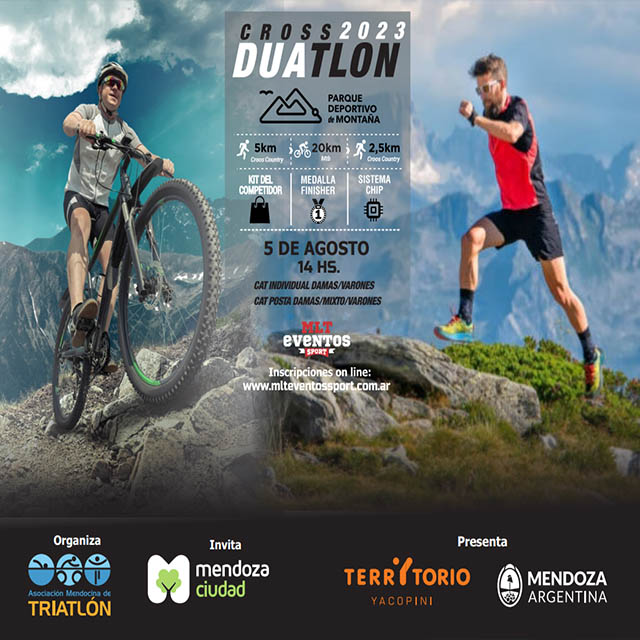 CROSS 2023
DUATLON
PARQUE
DEPORTIVO
de MONTAÑA
5km
Cross Country
20km
Mtb
2,5km
Cross Country
KIT DEL
COMPETIDOR
MEDALLA
FINISHER
SISTEMA
CHIP
1
5 DE AGOSTO
14 HS.
CAT INDIVIDUAL DAMAS/VARONES
CAT POSTA DAMAS/MIXTO/VARONES
MLT
eventos
SPORT
Inscripciones on line:
www.mlteventossport.com.ar
Organiza
Asociación Mendocina de
TRIATLÓN
Invita
mendoza
ciudad
Presenta
TERRITORIO
YACOPINI
MENDOZA
ARGENTINA